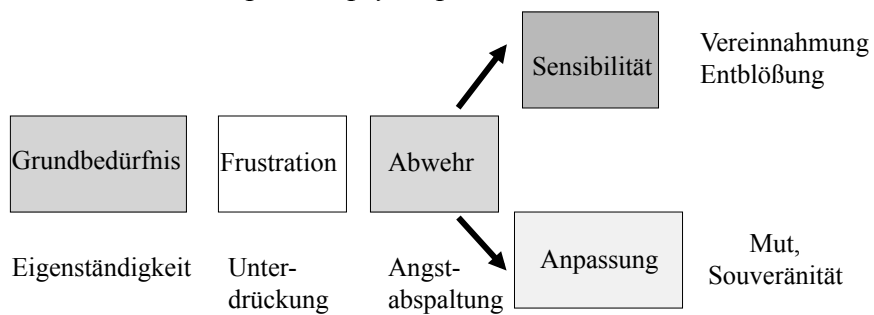 Sensibilität
Vereinnahmung
Entblößung
Grundbedürfnis
Frustration
Abwehr
Eigenständigkeit
Unter-
drückung
Angst-
abspaltung
Anpassung
Mut,
Souveränität